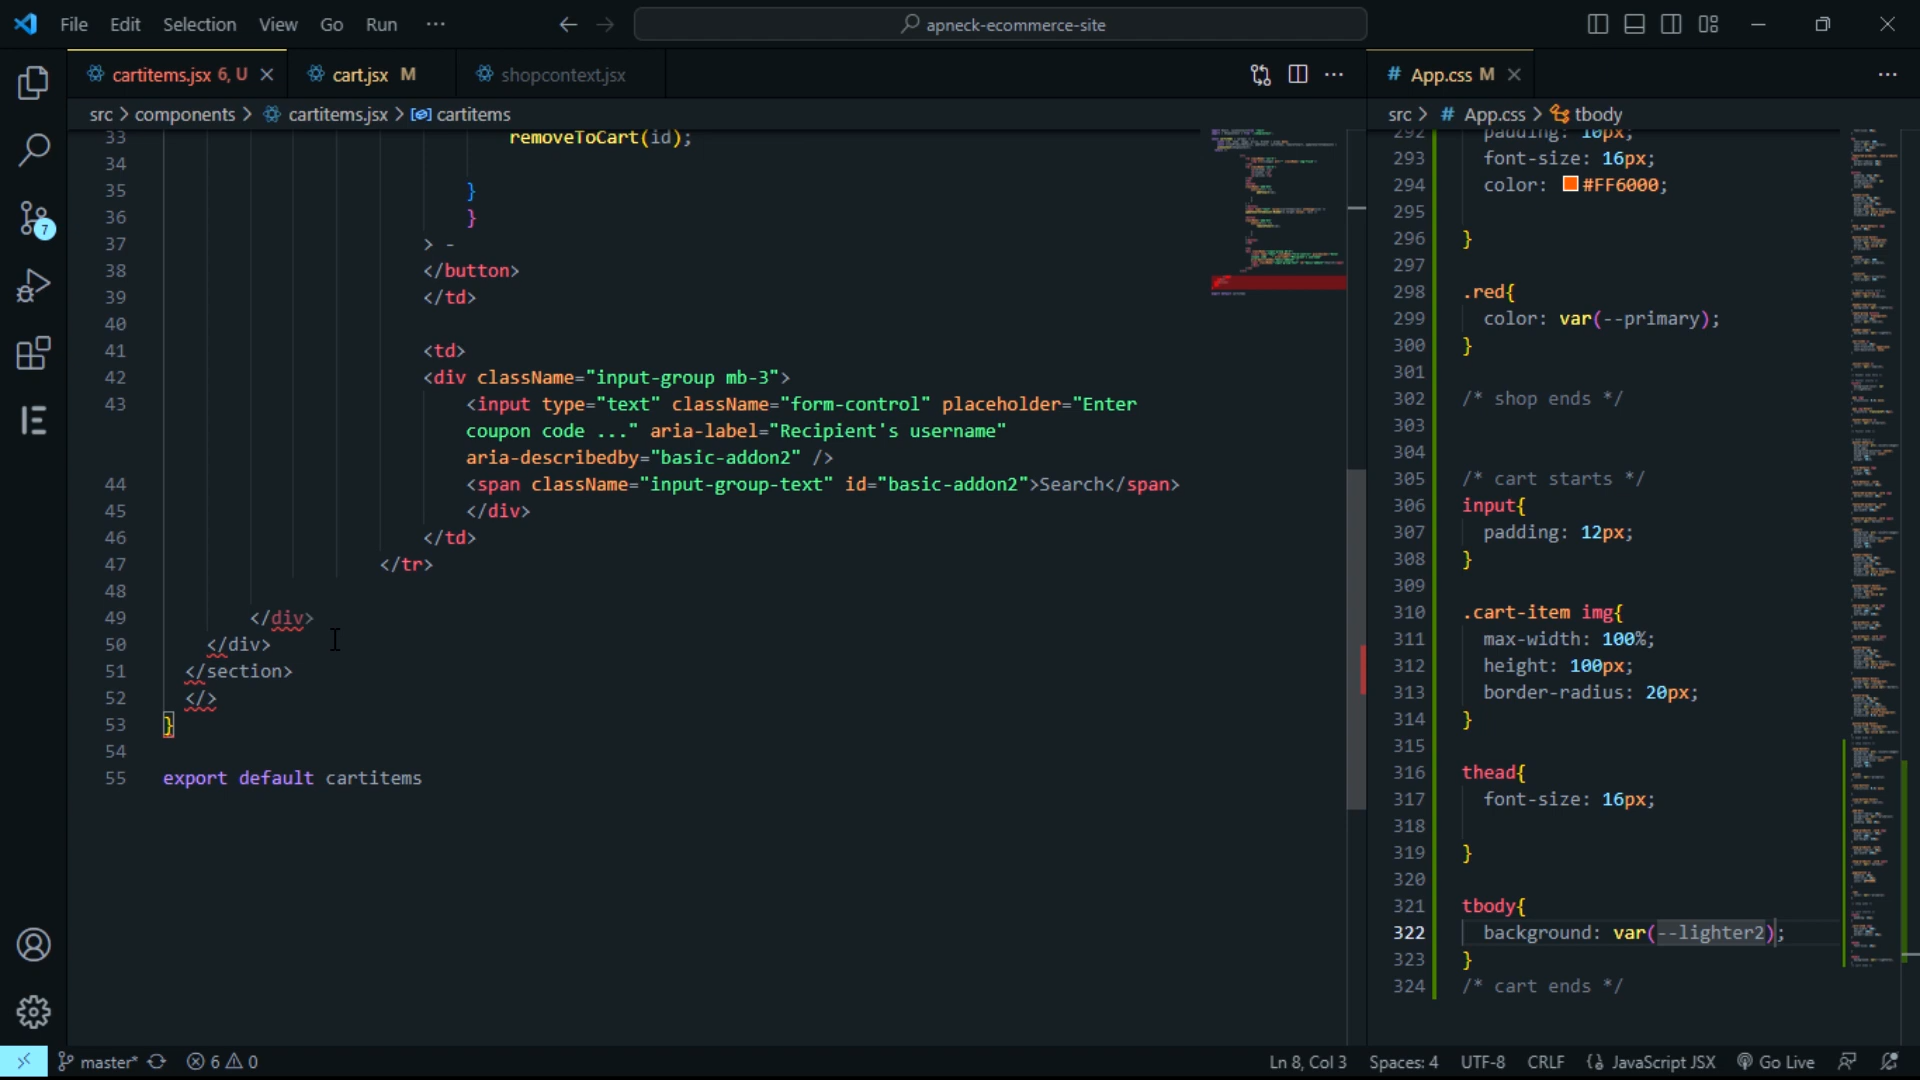 File Edit Selection View Go Run ··· apneck-ecommerce-site
cartitems.jsx 6, U cart.jsx M shopcontext.jsx
src > components > cartitems.jsx > cartitems
33 removeToCart(id);
34
35 }
36 }
37 > -
38 </button>
39 </td>
40
41 <td>
42 <div className="input-group mb-3">
43 <input type="text" className="form-control" placeholder="Enter
coupon code ..." aria-label="Recipient's username"
aria-describedby="basic-addon2" />
44 <span className="input-group-text" id="basic-addon2">Search</span>
45 </div>
46 </td>
47 </tr>
48
49 </div>
50 </div>
51 </section>
52 </>
53 }
54
55 export default cartitems
# App.css M
src > # App.css > tbody
292 padding: 10px;
293 font-size: 16px;
294 color: #FF6000;
295
296 }
297
298 .red{
299 color: var(--primary);
300 }
301
302 /* shop ends */
303
304
305 /* cart starts */
306 input{
307 padding: 12px;
308 }
309
310 .cart-item img{
311 max-width: 100%;
312 height: 100px;
313 border-radius: 20px;
314 }
315
316 thead{
317 font-size: 16px;
318
319 }
320
321 tbody{
322 background: var(--lighter2);
323 }
324 /* cart ends */
7
master* 6 0 Ln 8, Col 3 Spaces: 4 UTF-8 CRLF {} JavaScript JSX Go Live